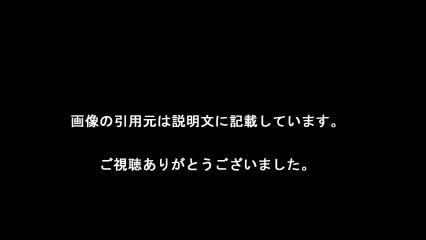 画像の引用元は説明文に記載しています。
ご視聴ありがとうございました。